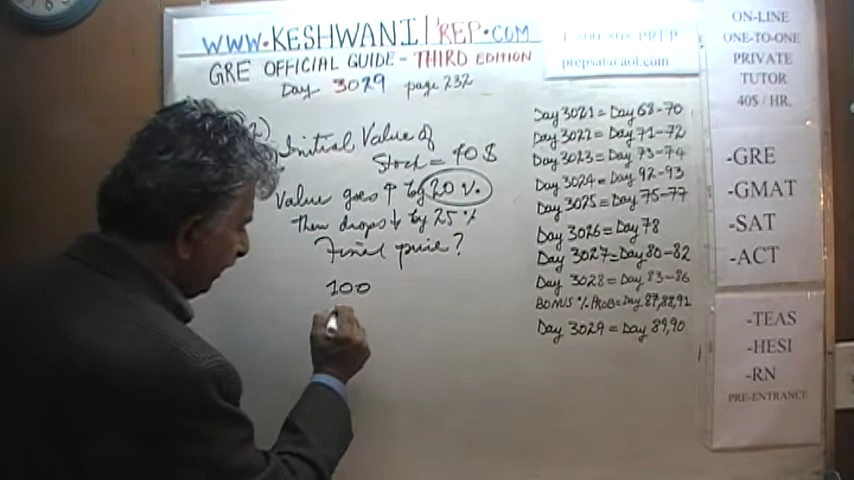 WWW.KESHWANIPREP.COM
GRE OFFICIAL GUIDE - THIRD EDITION
Day 3029 page 232
Initial Value of
Stock = 40$
Value goes ↑ by 20 %.
then drops ↓ by 25 %
Final price?
100
prepsat@aol.com
Day 3021 = Day 68-70
Day 3022 = Day 71-72
Day 3023 = Day 73-74
Day 3024 = Day 92-93
Day 3025 = Day 75-77
Day 3026 = Day 78
Day 3027 = Day 80-82
Day 3028 = Day 83-86
BONUS % PROB = Day 87,88,91
Day 3029 = Day 89,90
ON-LINE
ONE-TO-ONE
PRIVATE
TUTOR
40$ / HR.
-GRE
-GMAT
-SAT
-ACT
-TEAS
-HESI
-RN
PRE-ENTRANCE